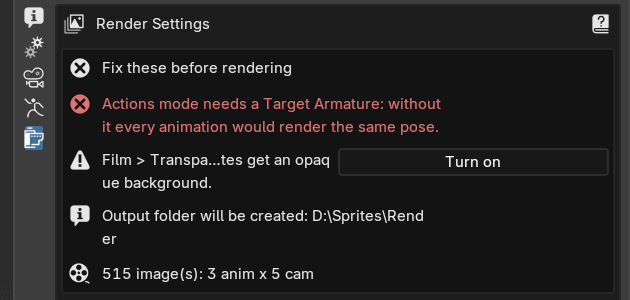 Render Settings
Fix these before rendering
Actions mode needs a Target Armature: without
it every animation would render the same pose.
Film > Transpa...tes get an opaq
ue background.
Turn on
Output folder will be created: D:\Sprites\Rend
er
515 image(s): 3 anim x 5 cam